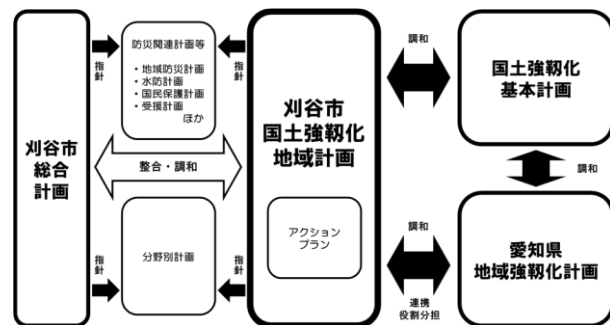 刈谷市
総合
計画
指針
指針
防災関連計画等
・地域防災計画
・水防計画
・国民保護計画
・受援計画
ほか
整合・調和
分野別計画
指針
指針
刈谷市
国土強靱化
地域計画
アクション
プラン
調和
国土強靱化
基本計画
調和
調和
連携
役割分担
愛知県
地域強靱化計画